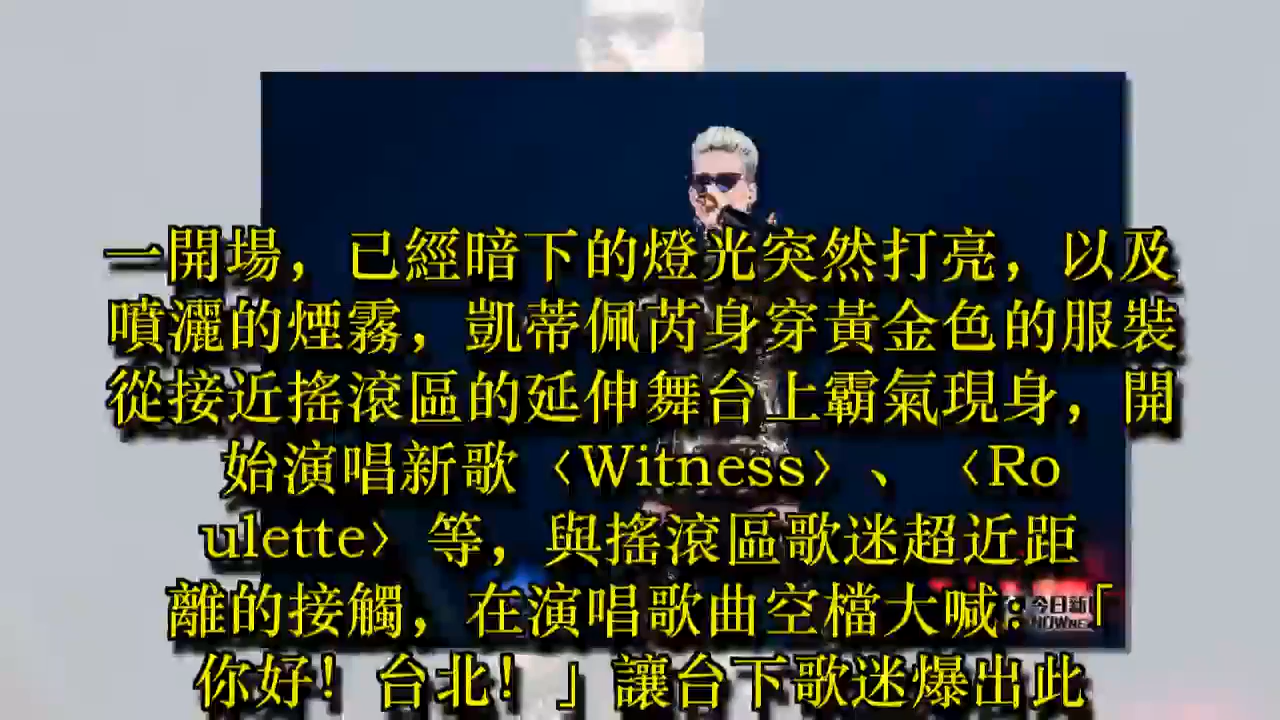 一開場，已經暗下的燈光突然打亮，以及
噴灑的煙霧，凱蒂佩芮身穿黃金色的服裝
從接近搖滾區的延伸舞台上霸氣現身，開
始演唱新歌〈Witness〉、〈Ro
ulette〉等，與搖滾區歌迷超近距
離的接觸，在演唱歌曲空檔大喊：「
你好！台北！」讓台下歌迷爆出此
今日新
NOWnews